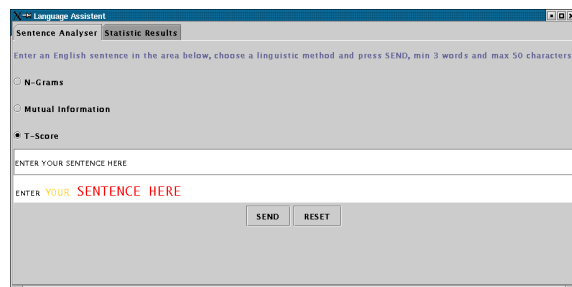 Language Assistent
Sentence Analyser Statistic Results
Enter an English sentence in the area below, choose a linguistic method and press SEND, min 3 words and max 50 characters
N-Grams
Mutual Information
T-Score
ENTER YOUR SENTENCE HERE
ENTER YOUR SENTENCE HERE
SEND RESET